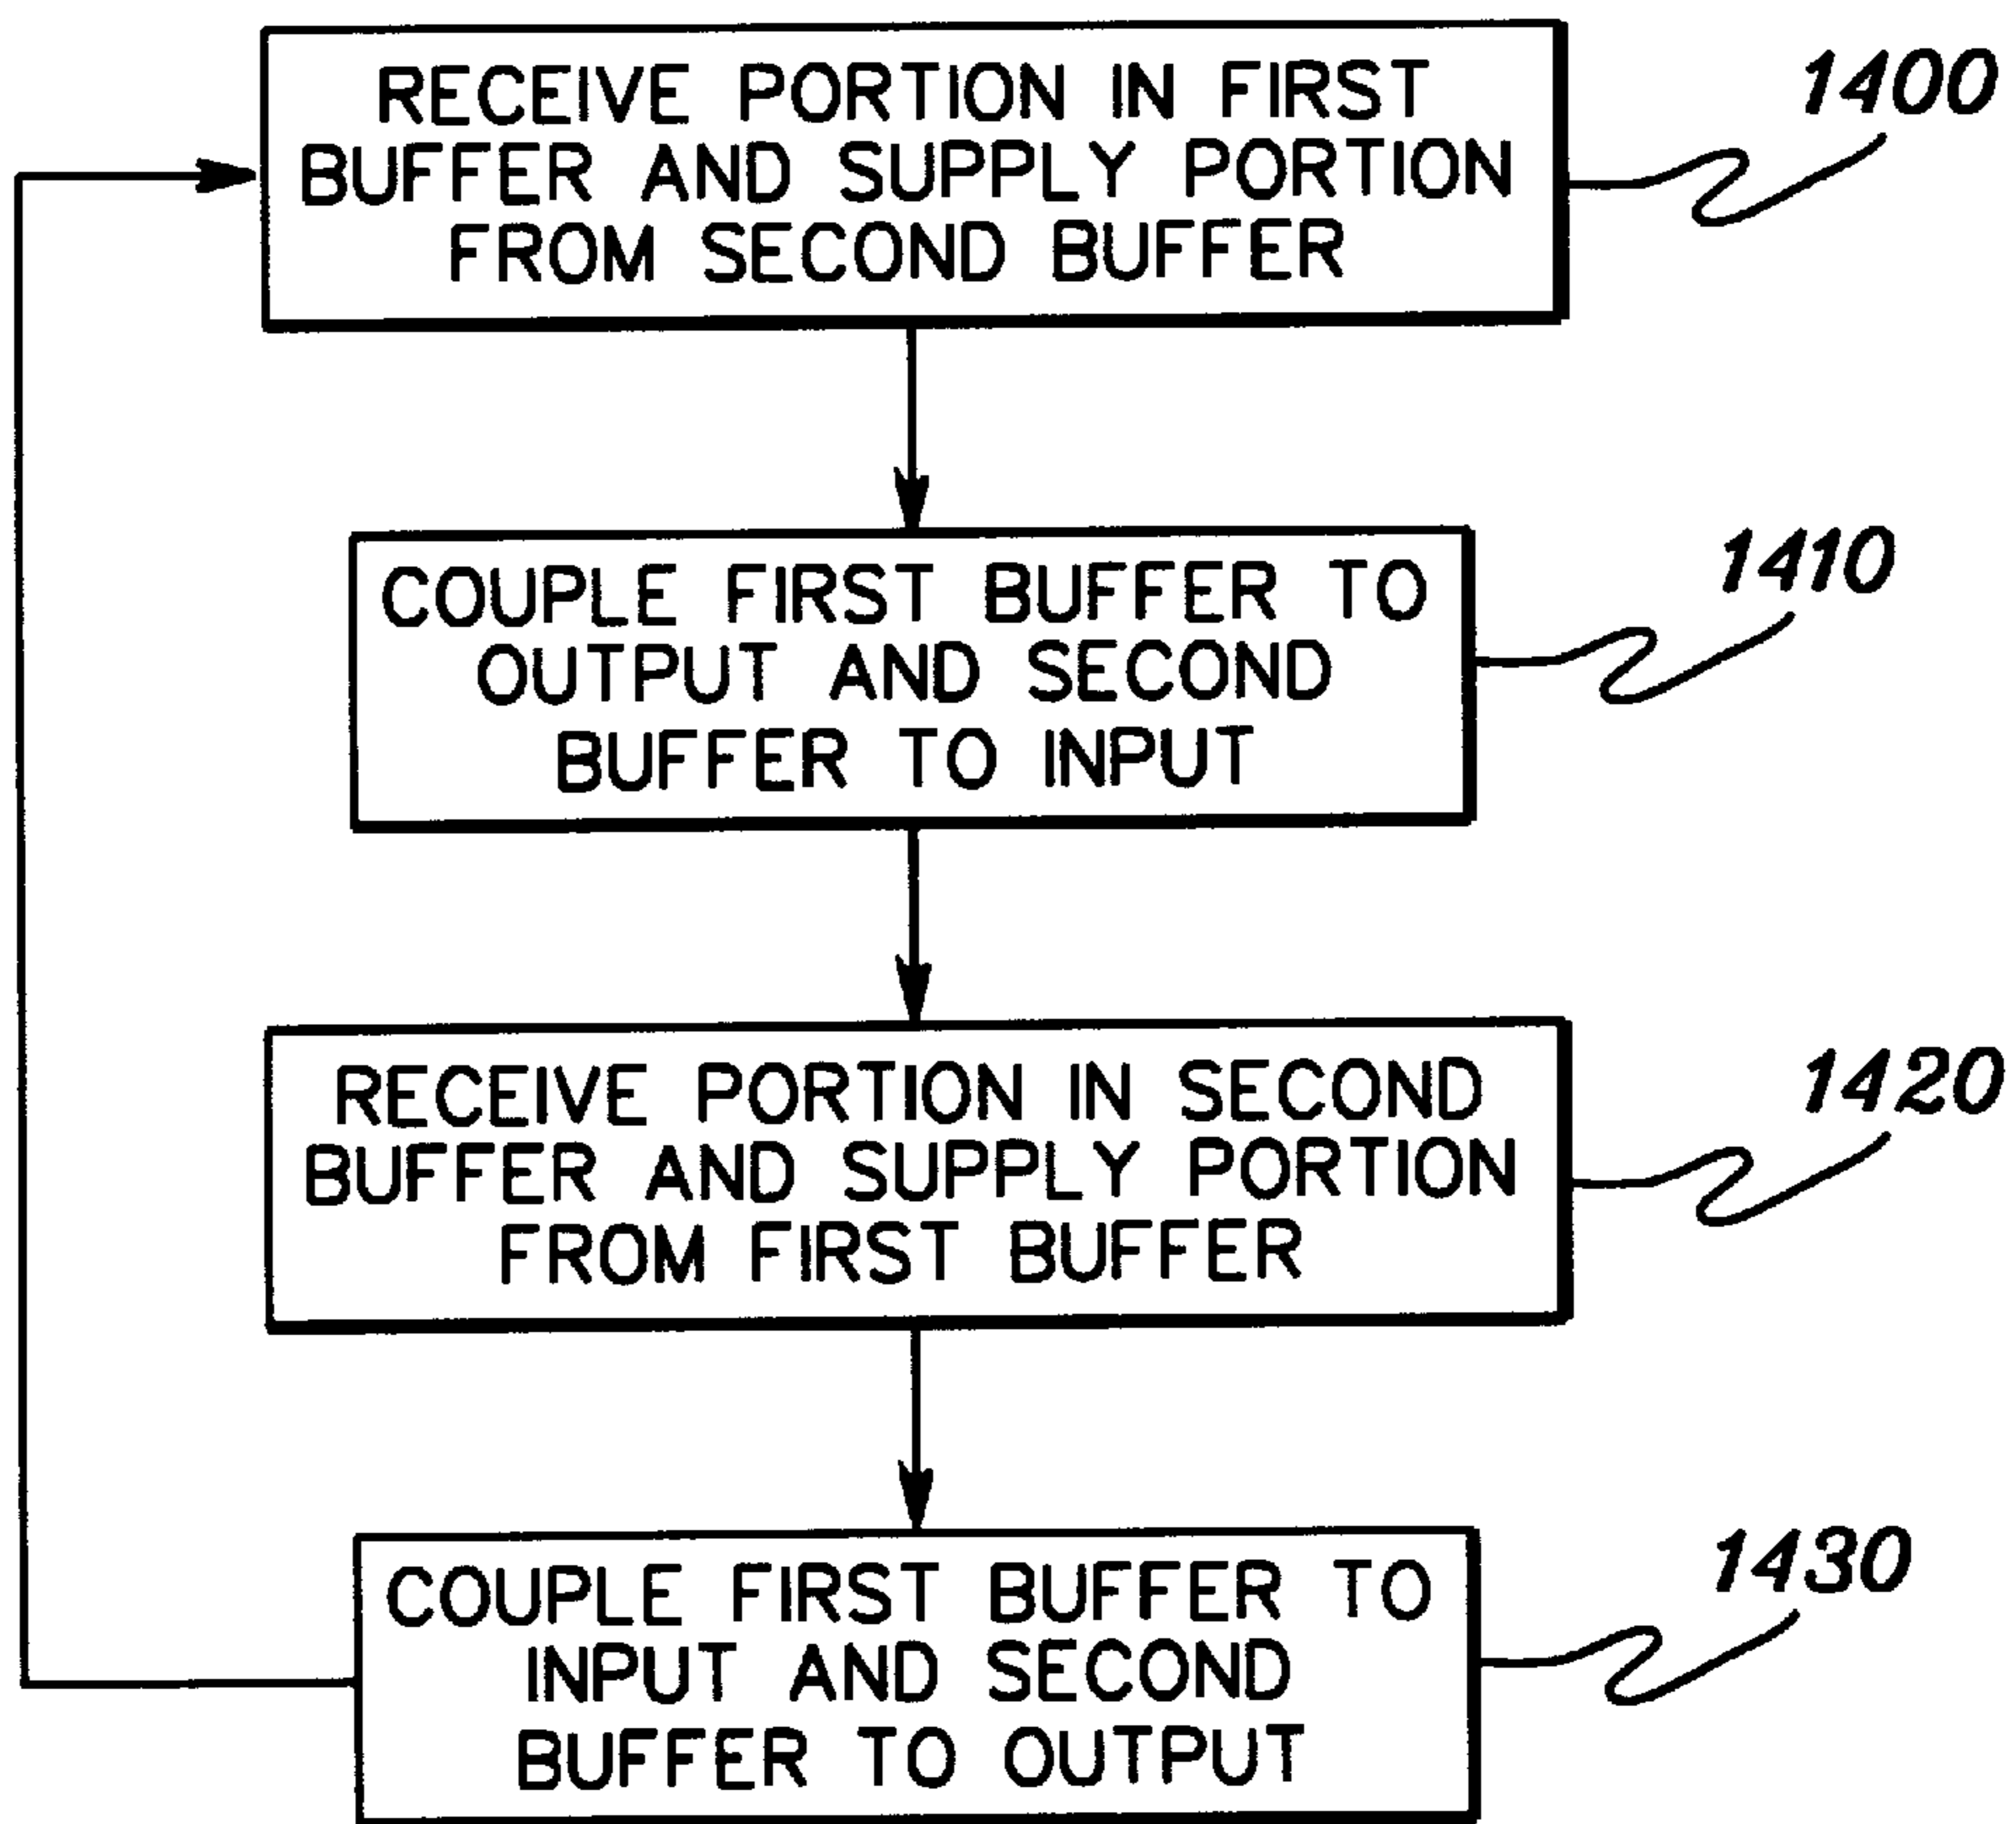 RECEIVE PORTION IN FIRST
BUFFER AND SUPPLY PORTION
FROM SECOND BUFFER
1400
COUPLE FIRST BUFFER TO
OUTPUT AND SECOND
BUFFER TO INPUT
1410
RECEIVE PORTION IN SECOND
BUFFER AND SUPPLY PORTION
FROM FIRST BUFFER
1420
COUPLE FIRST BUFFER TO
INPUT AND SECOND
BUFFER TO OUTPUT
1430